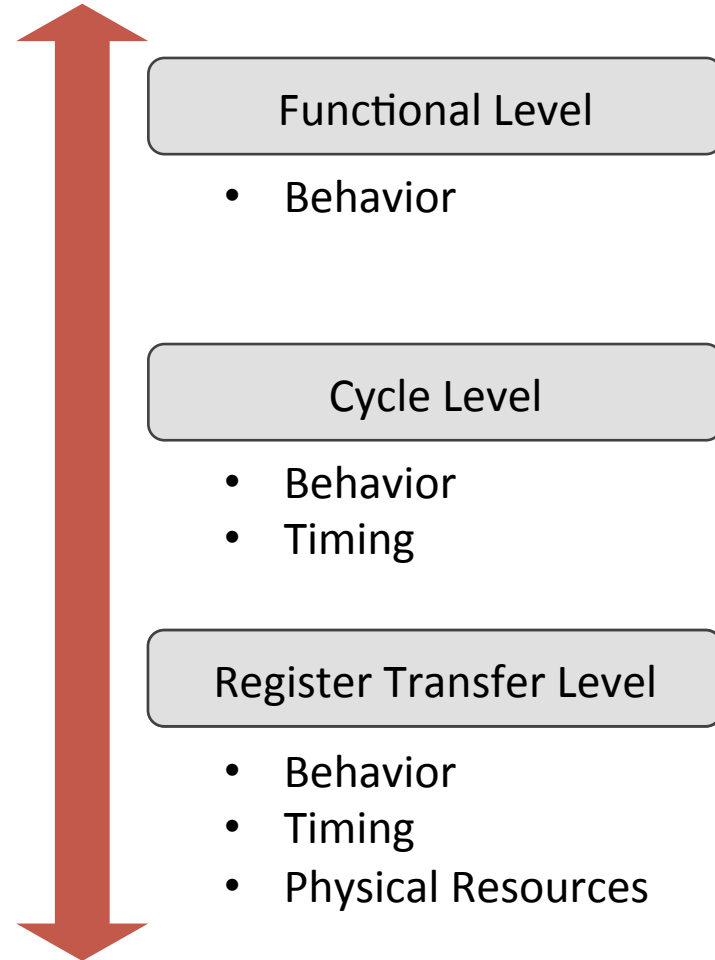 Functional Level
• Behavior
Cycle Level
• Behavior
• Timing
Register Transfer Level
• Behavior
• Timing
• Physical Resources